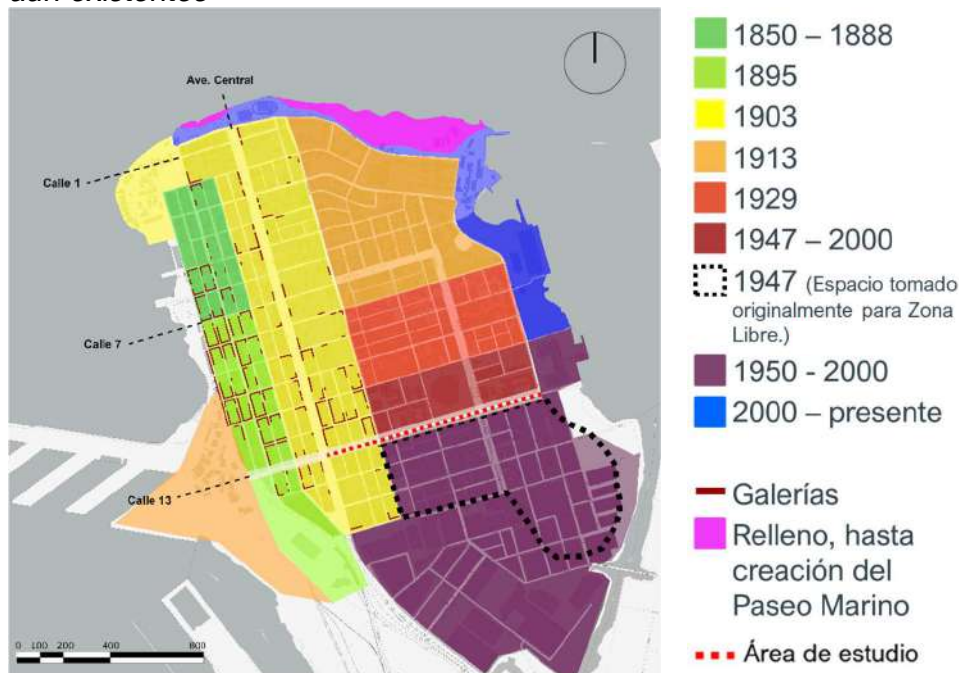 aún existentes
Ave. Central
Calle 1
Calle 7
Calle 13
0 100 200 400 800
1850 – 1888
1895
1903
1913
1929
1947 – 2000
1947 (Espacio tomado
originalmente para Zona
Libre.)
1950 - 2000
2000 – presente
Galerías
Relleno, hasta
creación del
Paseo Marino
Área de estudio